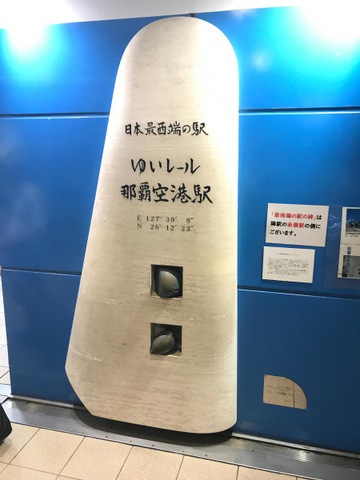 日本最西端の駅
ゆいレール
那覇空港駅
E 127° 39′ 8″
N 26° 12′ 23″
「最南端の駅の碑」は
隣駅の赤嶺駅の側に
ございます。